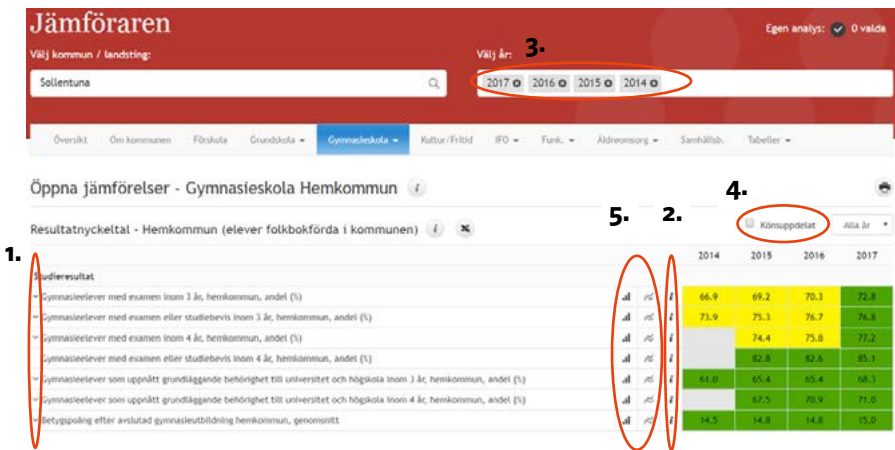 Jämföraren
Egen analys: 0 valda
Välj kommun / landsting:
Välj år:
3.
Sollentuna
2017 2016 2015 2014
Översikt Om kommunen Förskola Grundskola Gymnasieskola Kultur/Fritid IFO Funk. Äldreomsorg Samhällsb. Tabeller
Öppna jämförelser - Gymnasieskola Hemkommun i
5. 2. 4.
Resultatnyckeltal - Hemkommun (elever folkbokförda i kommunen) i
Könsuppdelat Alla år
1.
2014 2015 2016 2017
Studieresultat
Gymnasieelever med examen inom 3 år, hemkommun, andel (%) i 66.9 69.2 70.3 72.8
Gymnasieelever med examen eller studiebevis inom 3 år, hemkommun, andel (%) i 73.9 75.3 76.7 76.8
Gymnasieelever med examen inom 4 år, hemkommun, andel (%) i 74.4 75.8 77.2
Gymnasieelever med examen eller studiebevis inom 4 år, hemkommun, andel (%) i 82.8 82.6 85.1
Gymnasieelever som uppnått grundläggande behörighet till universitet och högskola inom 3 år, hemkommun, andel (%) i 61.0 65.4 65.4 68.3
Gymnasieelever som uppnått grundläggande behörighet till universitet och högskola inom 4 år, hemkommun, andel (%) i 67.5 70.9 71.0
Betygspoäng efter avslutad gymnasieutbildning hemkommun, genomsnitt i 14.5 14.8 14.8 15.0